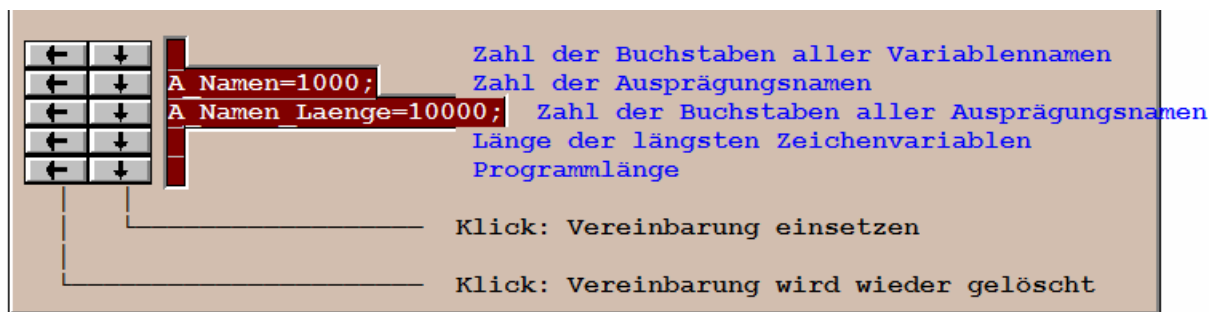 Zahl der Buchstaben aller Variablennamen
A_Namen=1000; Zahl der Ausprägungsnamen
A_Namen_Laenge=10000; Zahl der Buchstaben aller Ausprägungsnamen
Länge der längsten Zeichenvariablen
Programmlänge
Klick: Vereinbarung einsetzen
Klick: Vereinbarung wird wieder gelöscht